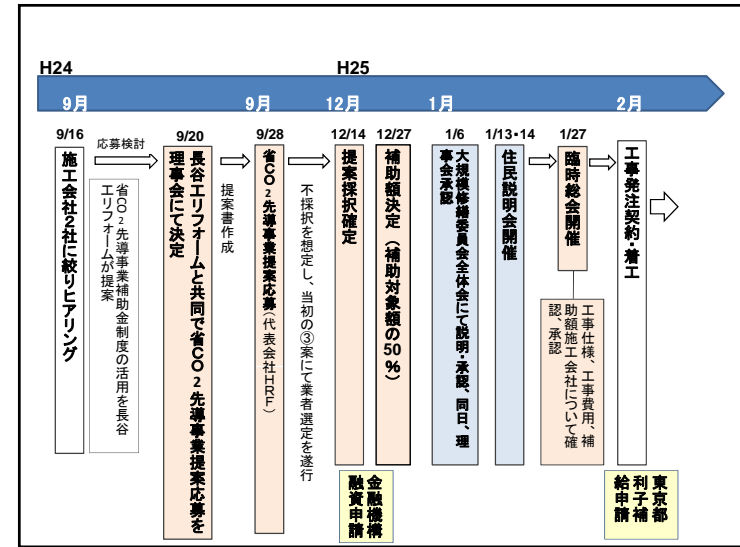 H24
H25
9月
9月
12月
1月
2月
9/16
応募検討
9/20
9/28
12/14
12/27
1/6
1/13・14
1/27
施工会社2社に絞りヒアリング
省CO2先導事業補助金制度の活用を長谷
エリフォームが提案
長谷工リフォームと共同で省CO2先導事業提案応募を
理事会にて決定
提案書作成
省CO2先導事業提案応募(代表会社HRF)
不採択を想定し、当初の③案にて業者選定を遂行
提案採択確定
補助額決定(補助対象額の50%)
大規模修繕委員会全体会にて説明・承認、同日、理
事会承認
住民説明会開催
臨時総会開催
工事仕様、工事費用、補
助額施工会社について確
認、承認
工事発注契約・着工
金融機構
融資申請
東京都
利子補
給申請